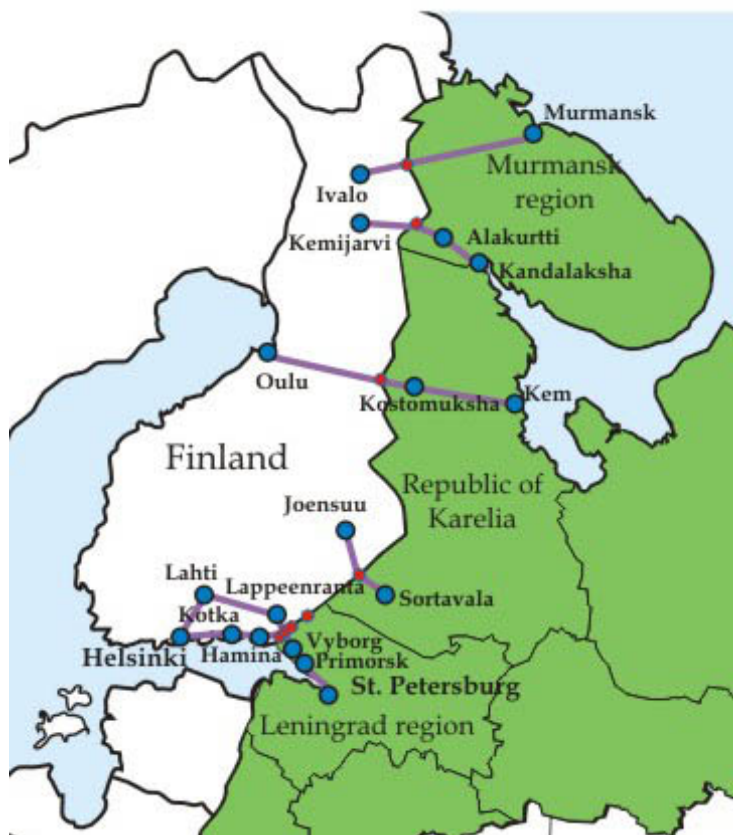 Murmansk
Murmansk
region
Ivalo
Kemijarvi
Alakurtti
Kandalaksha
Oulu
Kostomuksha
Kem
Finland
Republic of
Karelia
Joensuu
Lahti
Lappeenranta
Sortavala
Kotka
Helsinki
Hamina
Vyborg
Primorsk
St. Petersburg
Leningrad region